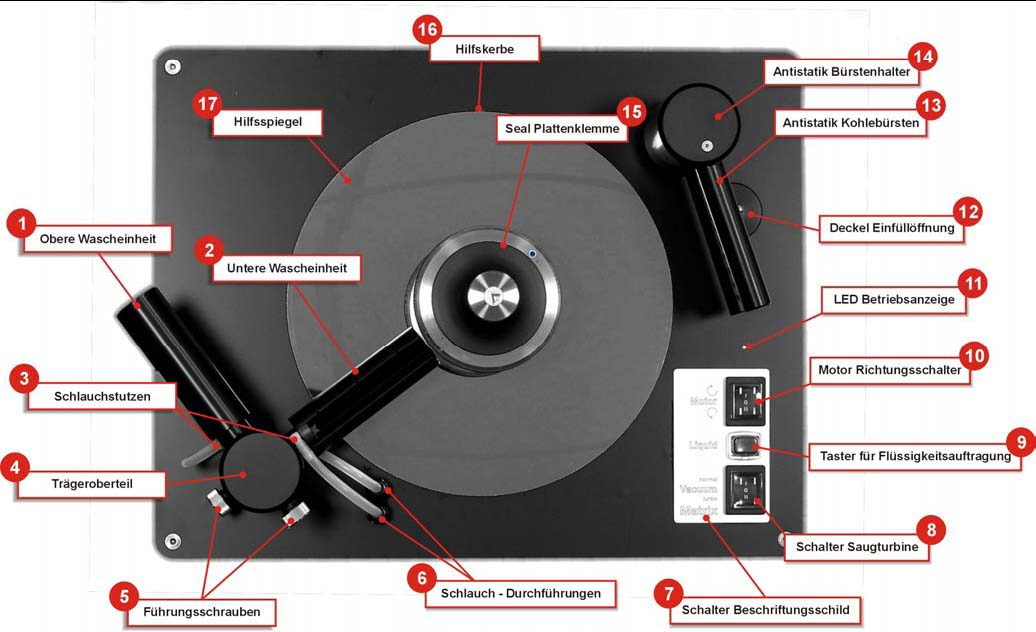 16
Hilfskerbe
14
Antistatik Bürstenhalter
17
Hilfsspiegel
15
Seal Plattenklemme
13
Antistatik Kohlebürsten
1
Obere Wascheinheit
12
Deckel Einfüllöffnung
2
Untere Wascheinheit
11
LED Betriebsanzeige
10
Motor Richtungsschalter
3
Schlauchstutzen
Motor
I
O
II
9
Taster für Flüssigkeitsauftragung
Liquid
4
Trägeroberteil
normal
Vacuum
turbo
I
O
II
Matrix
8
Schalter Saugturbine
5
Führungsschrauben
6
Schlauch - Durchführungen
7
Schalter Beschriftungsschild